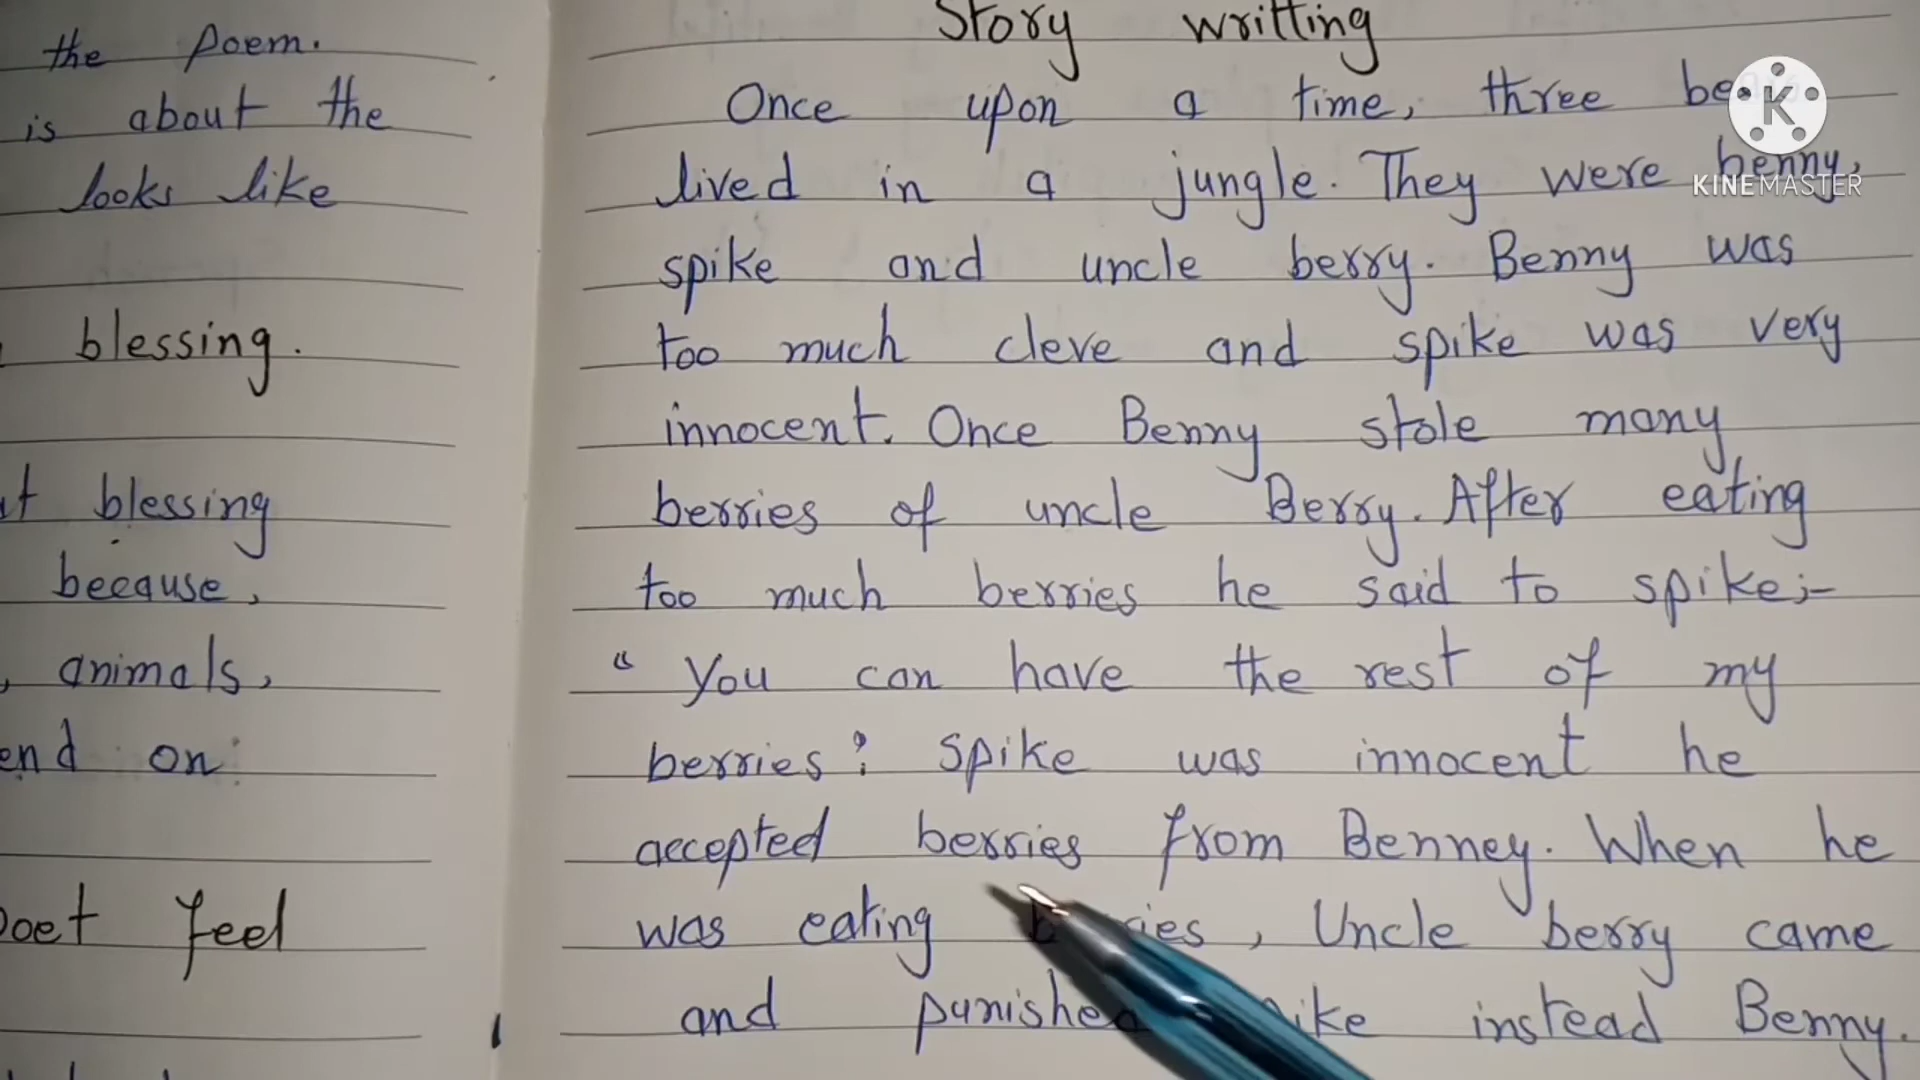 the poem.
is about the
looks like
blessing.
blessing
because,
animals,
end on
feel
Story writting
Once upon a time, three
lived in a jungle. They were benny,
spike and uncle berry. Benny was
too much cleve and spike was very
innocent. Once Benny stole many
berries of uncle Berry. After eating
too much berries he said to spike;-
“ You can have the rest of my
berries” Spike was innocent he
accepted berries from Benney. When he
was eating , Uncle berry came
and instead Benny.
K
KINEMASTER